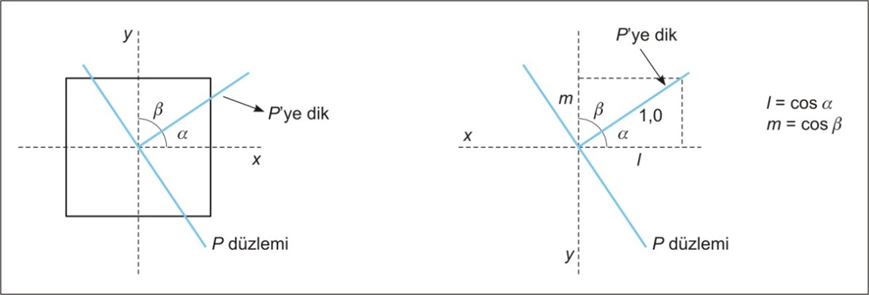 y
β
α
P'ye dik
x
P düzlemi
P'ye dik
m
β
1,0
α
x
l
y
P düzlemi
l = cos α
m = cos β